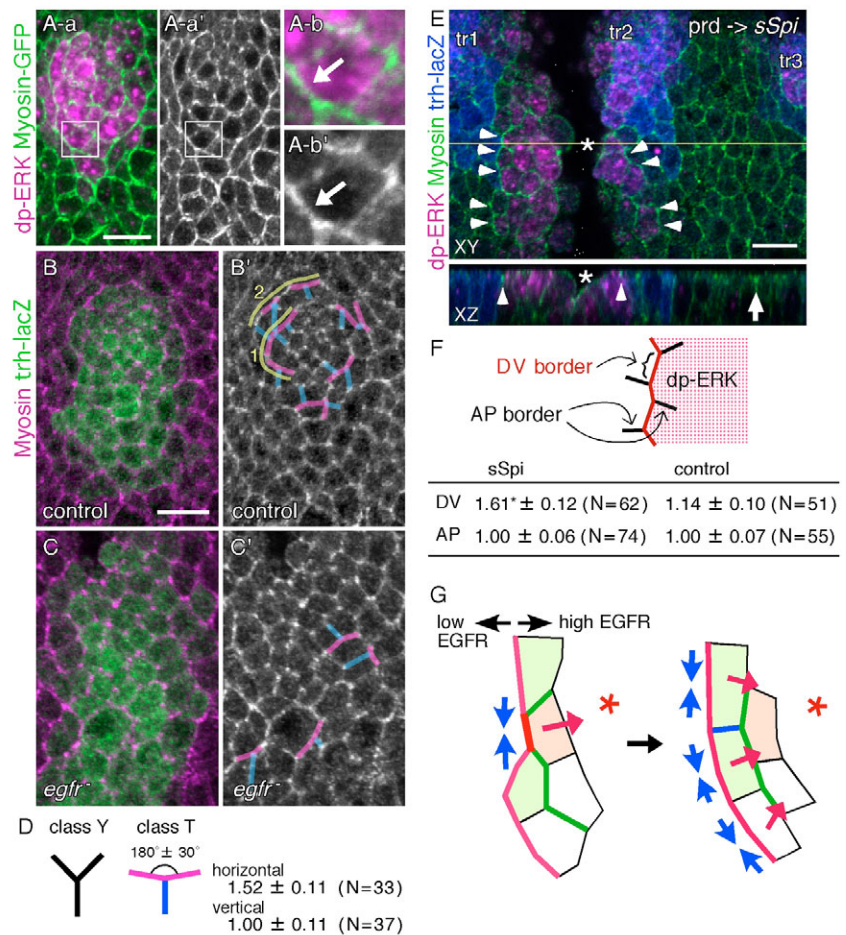 A-a
A-a'
A-b
A-b'
dp-ERK Myosin-GFP
B
B'
2
1
control
Myosin trh-lacZ
C
C'
egfr⁻
egfr⁻
D
class Y
class T
180° ± 30°
horizontal
1.52 ± 0.11 (N=33)
vertical
1.00 ± 0.11 (N=37)
E
tr1
tr2
prd -> sSpi
tr3
dp-ERK Myosin trh-lacZ
*
XY
*
XZ
F
DV border
dp-ERK
AP border
sSpi control
DV 1.61* ± 0.12 (N=62) 1.14 ± 0.10 (N=51)
AP 1.00 ± 0.06 (N=74) 1.00 ± 0.07 (N=55)
G
low EGFR
high EGFR
*
*